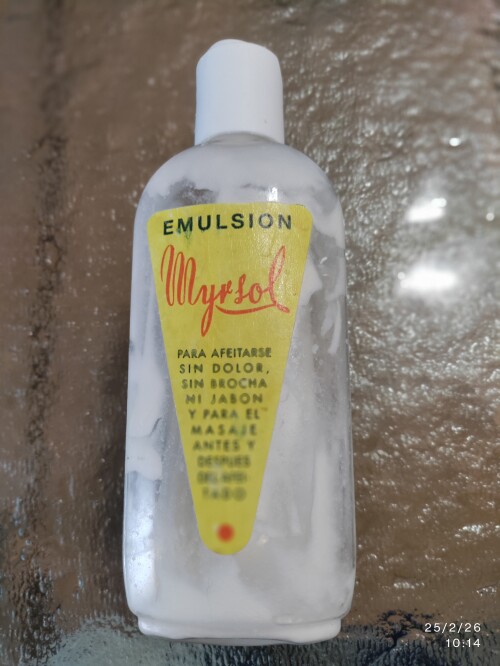 EMULSION
Myrsol
PARA AFEITARSE
SIN DOLOR,
SIN BROCHA
NI JABON
Y PARA EL
MASAJE
ANTES Y
DESPUES
25/2/26
10:14